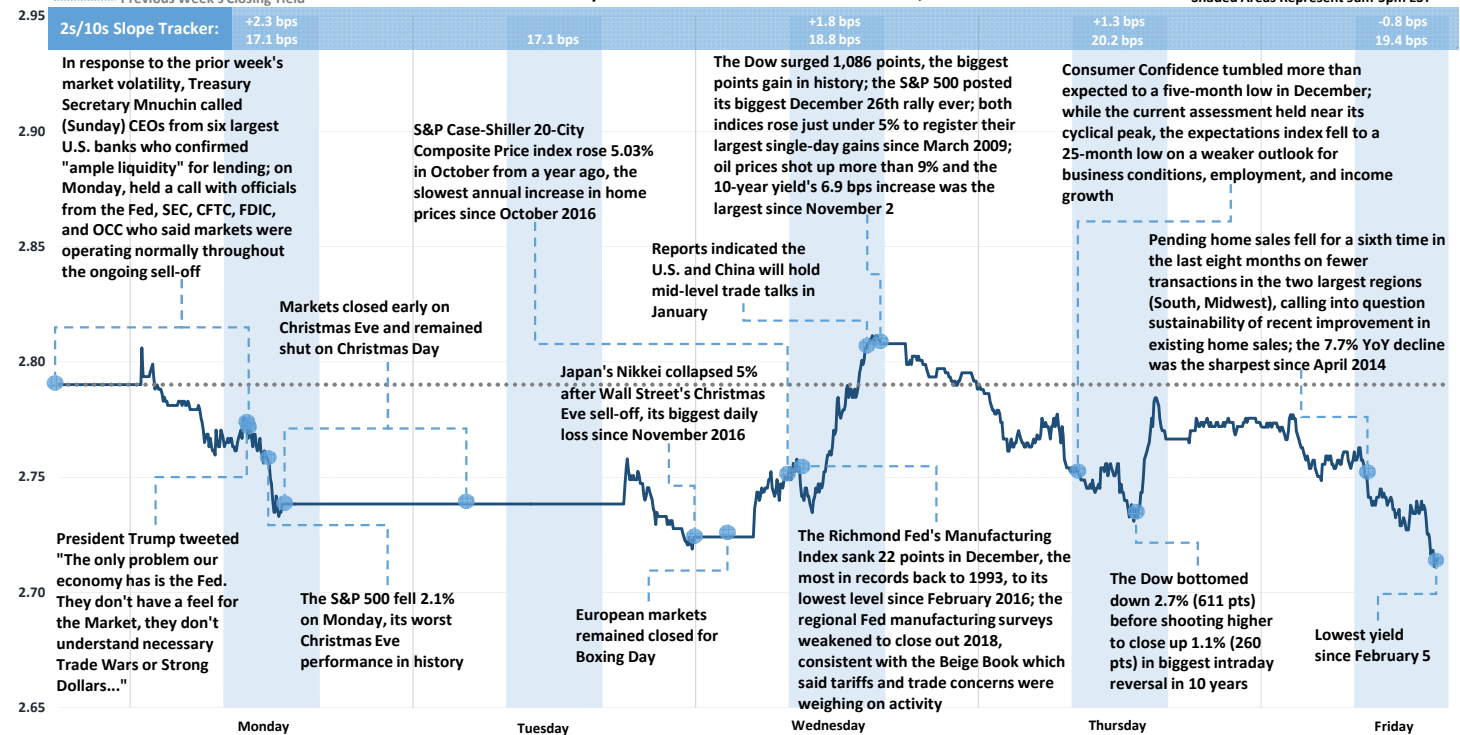 Previous Week's Closing Yield
2s/10s Slope Tracker:
+2.3 bps
17.1 bps
17.1 bps
+1.8 bps
18.8 bps
+1.3 bps
20.2 bps
-0.8 bps
19.4 bps
2.95
2.90
2.85
2.80
2.75
2.70
2.65
In response to the prior week's
market volatility, Treasury
Secretary Mnuchin called
(Sunday) CEOs from six largest
U.S. banks who confirmed
"ample liquidity" for lending; on
Monday, held a call with officials
from the Fed, SEC, CFTC, FDIC,
and OCC who said markets were
operating normally throughout
the ongoing sell-off
Markets closed early on
Christmas Eve and remained
shut on Christmas Day
S&P Case-Shiller 20-City
Composite Price index rose 5.03%
in October from a year ago, the
slowest annual increase in home
prices since October 2016
Japan's Nikkei collapsed 5%
after Wall Street's Christmas
Eve sell-off, its biggest daily
loss since November 2016
Reports indicated the
U.S. and China will hold
mid-level trade talks in
January
The Dow surged 1,086 points, the biggest
points gain in history; the S&P 500 posted
its biggest December 26th rally ever; both
indices rose just under 5% to register their
largest single-day gains since March 2009;
oil prices shot up more than 9% and the
10-year yield's 6.9 bps increase was the
largest since November 2
Consumer Confidence tumbled more than
expected to a five-month low in December;
while the current assessment held near its
cyclical peak, the expectations index fell to a
25-month low on a weaker outlook for
business conditions, employment, and income
growth
Pending home sales fell for a sixth time in
the last eight months on fewer
transactions in the two largest regions
(South, Midwest), calling into question
sustainability of recent improvement in
existing home sales; the 7.7% YoY decline
was the sharpest since April 2014
President Trump tweeted
"The only problem our
economy has is the Fed.
They don't have a feel for
the Market, they don't
understand necessary
Trade Wars or Strong
Dollars..."
The S&P 500 fell 2.1%
on Monday, its worst
Christmas Eve
performance in history
European markets
remained closed for
Boxing Day
The Richmond Fed's Manufacturing
Index sank 22 points in December, the
most in records back to 1993, to its
lowest level since February 2016; the
regional Fed manufacturing surveys
weakened to close out 2018,
consistent with the Beige Book which
said tariffs and trade concerns were
weighing on activity
The Dow bottomed
down 2.7% (611 pts)
before shooting higher
to close up 1.1% (260
pts) in biggest intraday
reversal in 10 years
Lowest yield
since February 5
Monday
Tuesday
Wednesday
Thursday
Friday